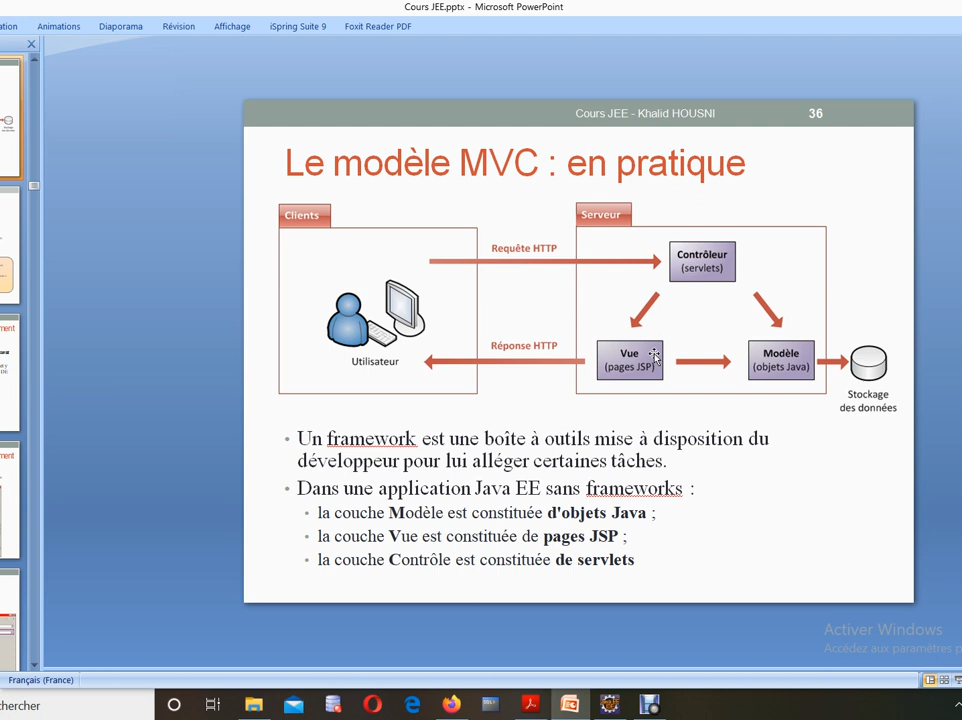 Cours JEE.pptx - Microsoft PowerPoint
Animations Diaporama Révision Affichage iSpring Suite 9 Foxit Reader PDF
Cours JEE - Khalid HOUSNI 36
Le modèle MVC : en pratique
Clients
Serveur
Requête HTTP
Contrôleur
(servlets)
Réponse HTTP
Vue
(pages JSP)
Modèle
(objets Java)
Utilisateur
Stockage
des données
• Un framework est une boîte à outils mise à disposition du
développeur pour lui alléger certaines tâches.
• Dans une application Java EE sans frameworks :
• la couche Modèle est constituée d'objets Java ;
• la couche Vue est constituée de pages JSP ;
• la couche Contrôle est constituée de servlets
Activer Windows
Accédez aux paramètres
Français (France)